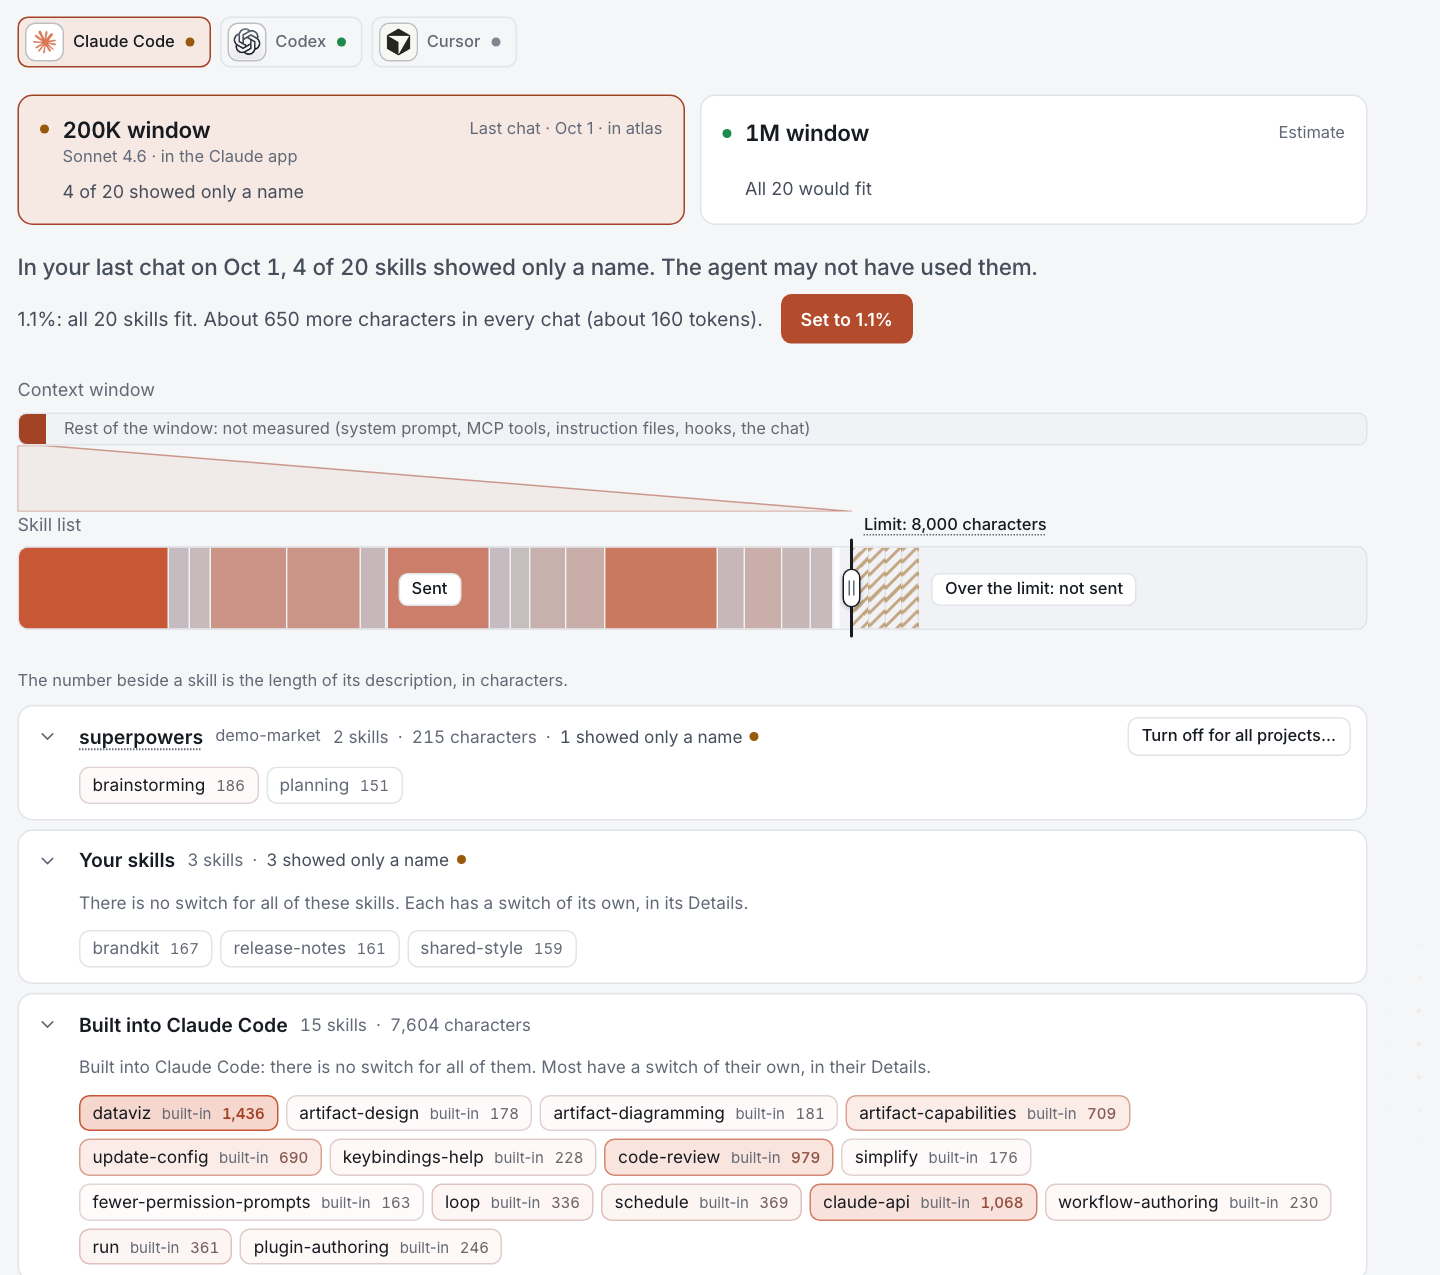 Claude Code
Codex
Cursor
200K window
Last chat · Oct 1 · in atlas
Sonnet 4.6 · in the Claude app
4 of 20 showed only a name
1M window
Estimate
All 20 would fit
In your last chat on Oct 1, 4 of 20 skills showed only a name. The agent may not have used them.
1.1%: all 20 skills fit. About 650 more characters in every chat (about 160 tokens).
Set to 1.1%
Context window
Rest of the window: not measured (system prompt, MCP tools, instruction files, hooks, the chat)
Skill list
Limit: 8,000 characters
Sent
Over the limit: not sent
The number beside a skill is the length of its description, in characters.
superpowers demo-market 2 skills · 215 characters · 1 showed only a name
Turn off for all projects...
brainstorming 186 planning 151
Your skills 3 skills · 3 showed only a name
There is no switch for all of these skills. Each has a switch of its own, in its Details.
brandkit 167 release-notes 161 shared-style 159
Built into Claude Code 15 skills · 7,604 characters
Built into Claude Code: there is no switch for all of them. Most have a switch of their own, in their Details.
dataviz built-in 1,436 artifact-design built-in 178 artifact-diagramming built-in 181 artifact-capabilities built-in 709
update-config built-in 690 keybindings-help built-in 228 code-review built-in 979 simplify built-in 176
fewer-permission-prompts built-in 163 loop built-in 336 schedule built-in 369 claude-api built-in 1,068 workflow-authoring built-in 230
run built-in 361 plugin-authoring built-in 246